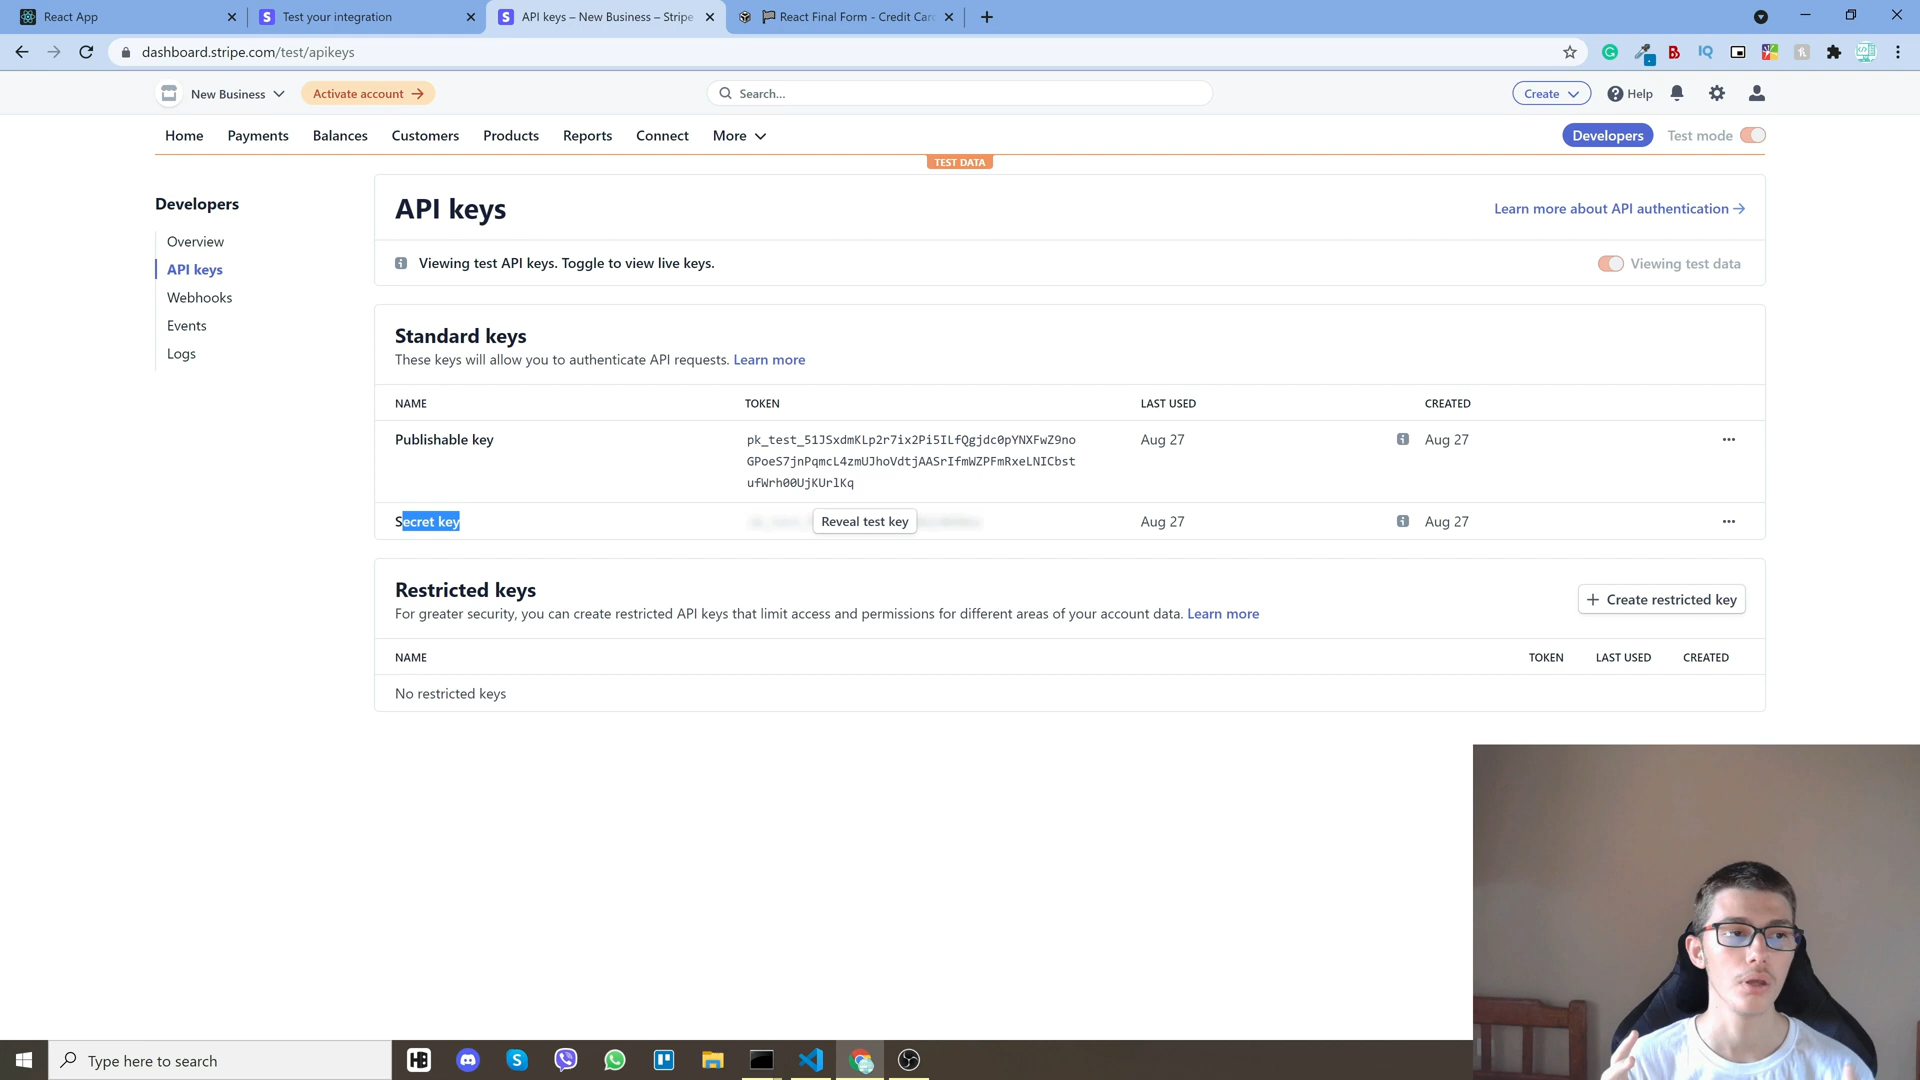 React App
Test your integration
API keys – New Business – Stripe
React Final Form - Credit Car
dashboard.stripe.com/test/apikeys
New Business
Activate account →
Search...
Create
Help
Home
Payments
Balances
Customers
Products
Reports
Connect
More
Developers
Test mode
TEST DATA
Developers
Overview
API keys
Webhooks
Events
Logs
API keys
Learn more about API authentication →
Viewing test API keys. Toggle to view live keys.
Viewing test data
Standard keys
These keys will allow you to authenticate API requests. Learn more
NAME TOKEN LAST USED CREATED
Publishable key
pk_test_51JSxdmKLp2r7ix2Pi5ILfQgjdc0pYNXFwZ9no
GPoeS7jnPqmcL4zmUJhoVdtjAASrIfmWZPFmRxeLNICbst
ufWrh00UjKUrlKq
Aug 27
Aug 27
Secret key
Reveal test key
Aug 27
Aug 27
Restricted keys
For greater security, you can create restricted API keys that limit access and permissions for different areas of your account data. Learn more
+ Create restricted key
NAME TOKEN LAST USED CREATED
No restricted keys
Type here to search